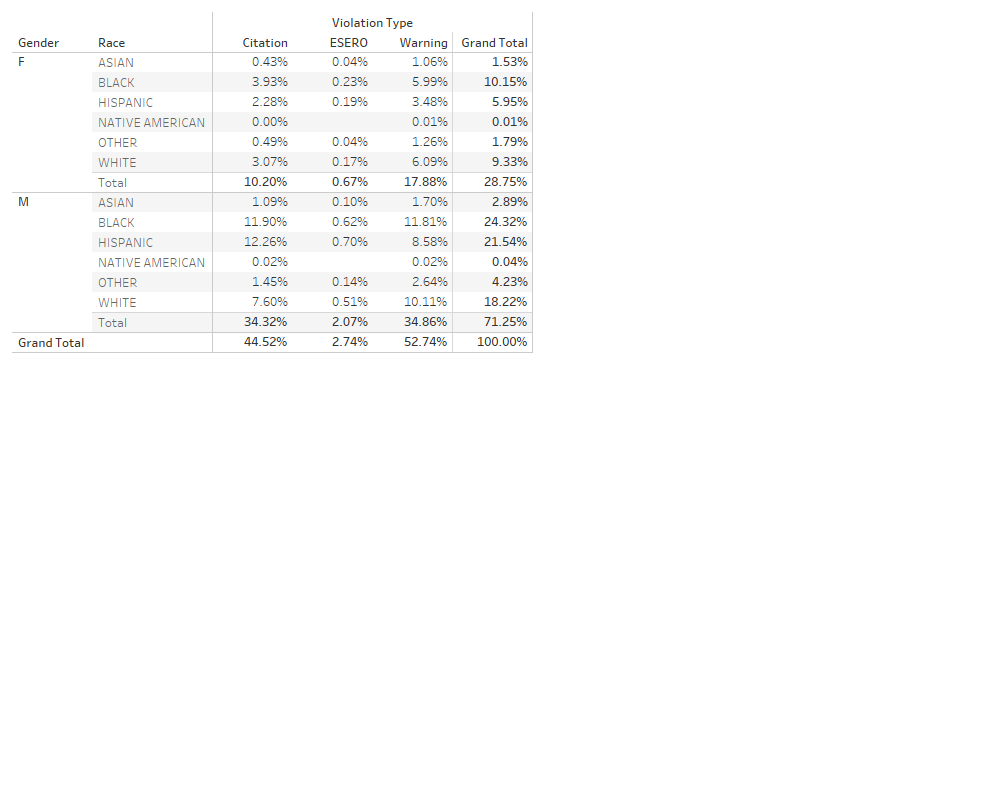 Violation Type
Gender Race Citation ESERO Warning Grand Total
F ASIAN 0.43% 0.04% 1.06% 1.53%
BLACK 3.93% 0.23% 5.99% 10.15%
HISPANIC 2.28% 0.19% 3.48% 5.95%
NATIVE AMERICAN 0.00% 0.01% 0.01%
OTHER 0.49% 0.04% 1.26% 1.79%
WHITE 3.07% 0.17% 6.09% 9.33%
Total 10.20% 0.67% 17.88% 28.75%
M ASIAN 1.09% 0.10% 1.70% 2.89%
BLACK 11.90% 0.62% 11.81% 24.32%
HISPANIC 12.26% 0.70% 8.58% 21.54%
NATIVE AMERICAN 0.02% 0.02% 0.04%
OTHER 1.45% 0.14% 2.64% 4.23%
WHITE 7.60% 0.51% 10.11% 18.22%
Total 34.32% 2.07% 34.86% 71.25%
Grand Total 44.52% 2.74% 52.74% 100.00%